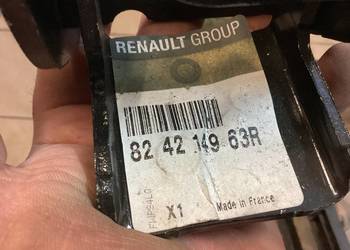 RENAULT GROUP
82 42 149 63R
X1
Made in France